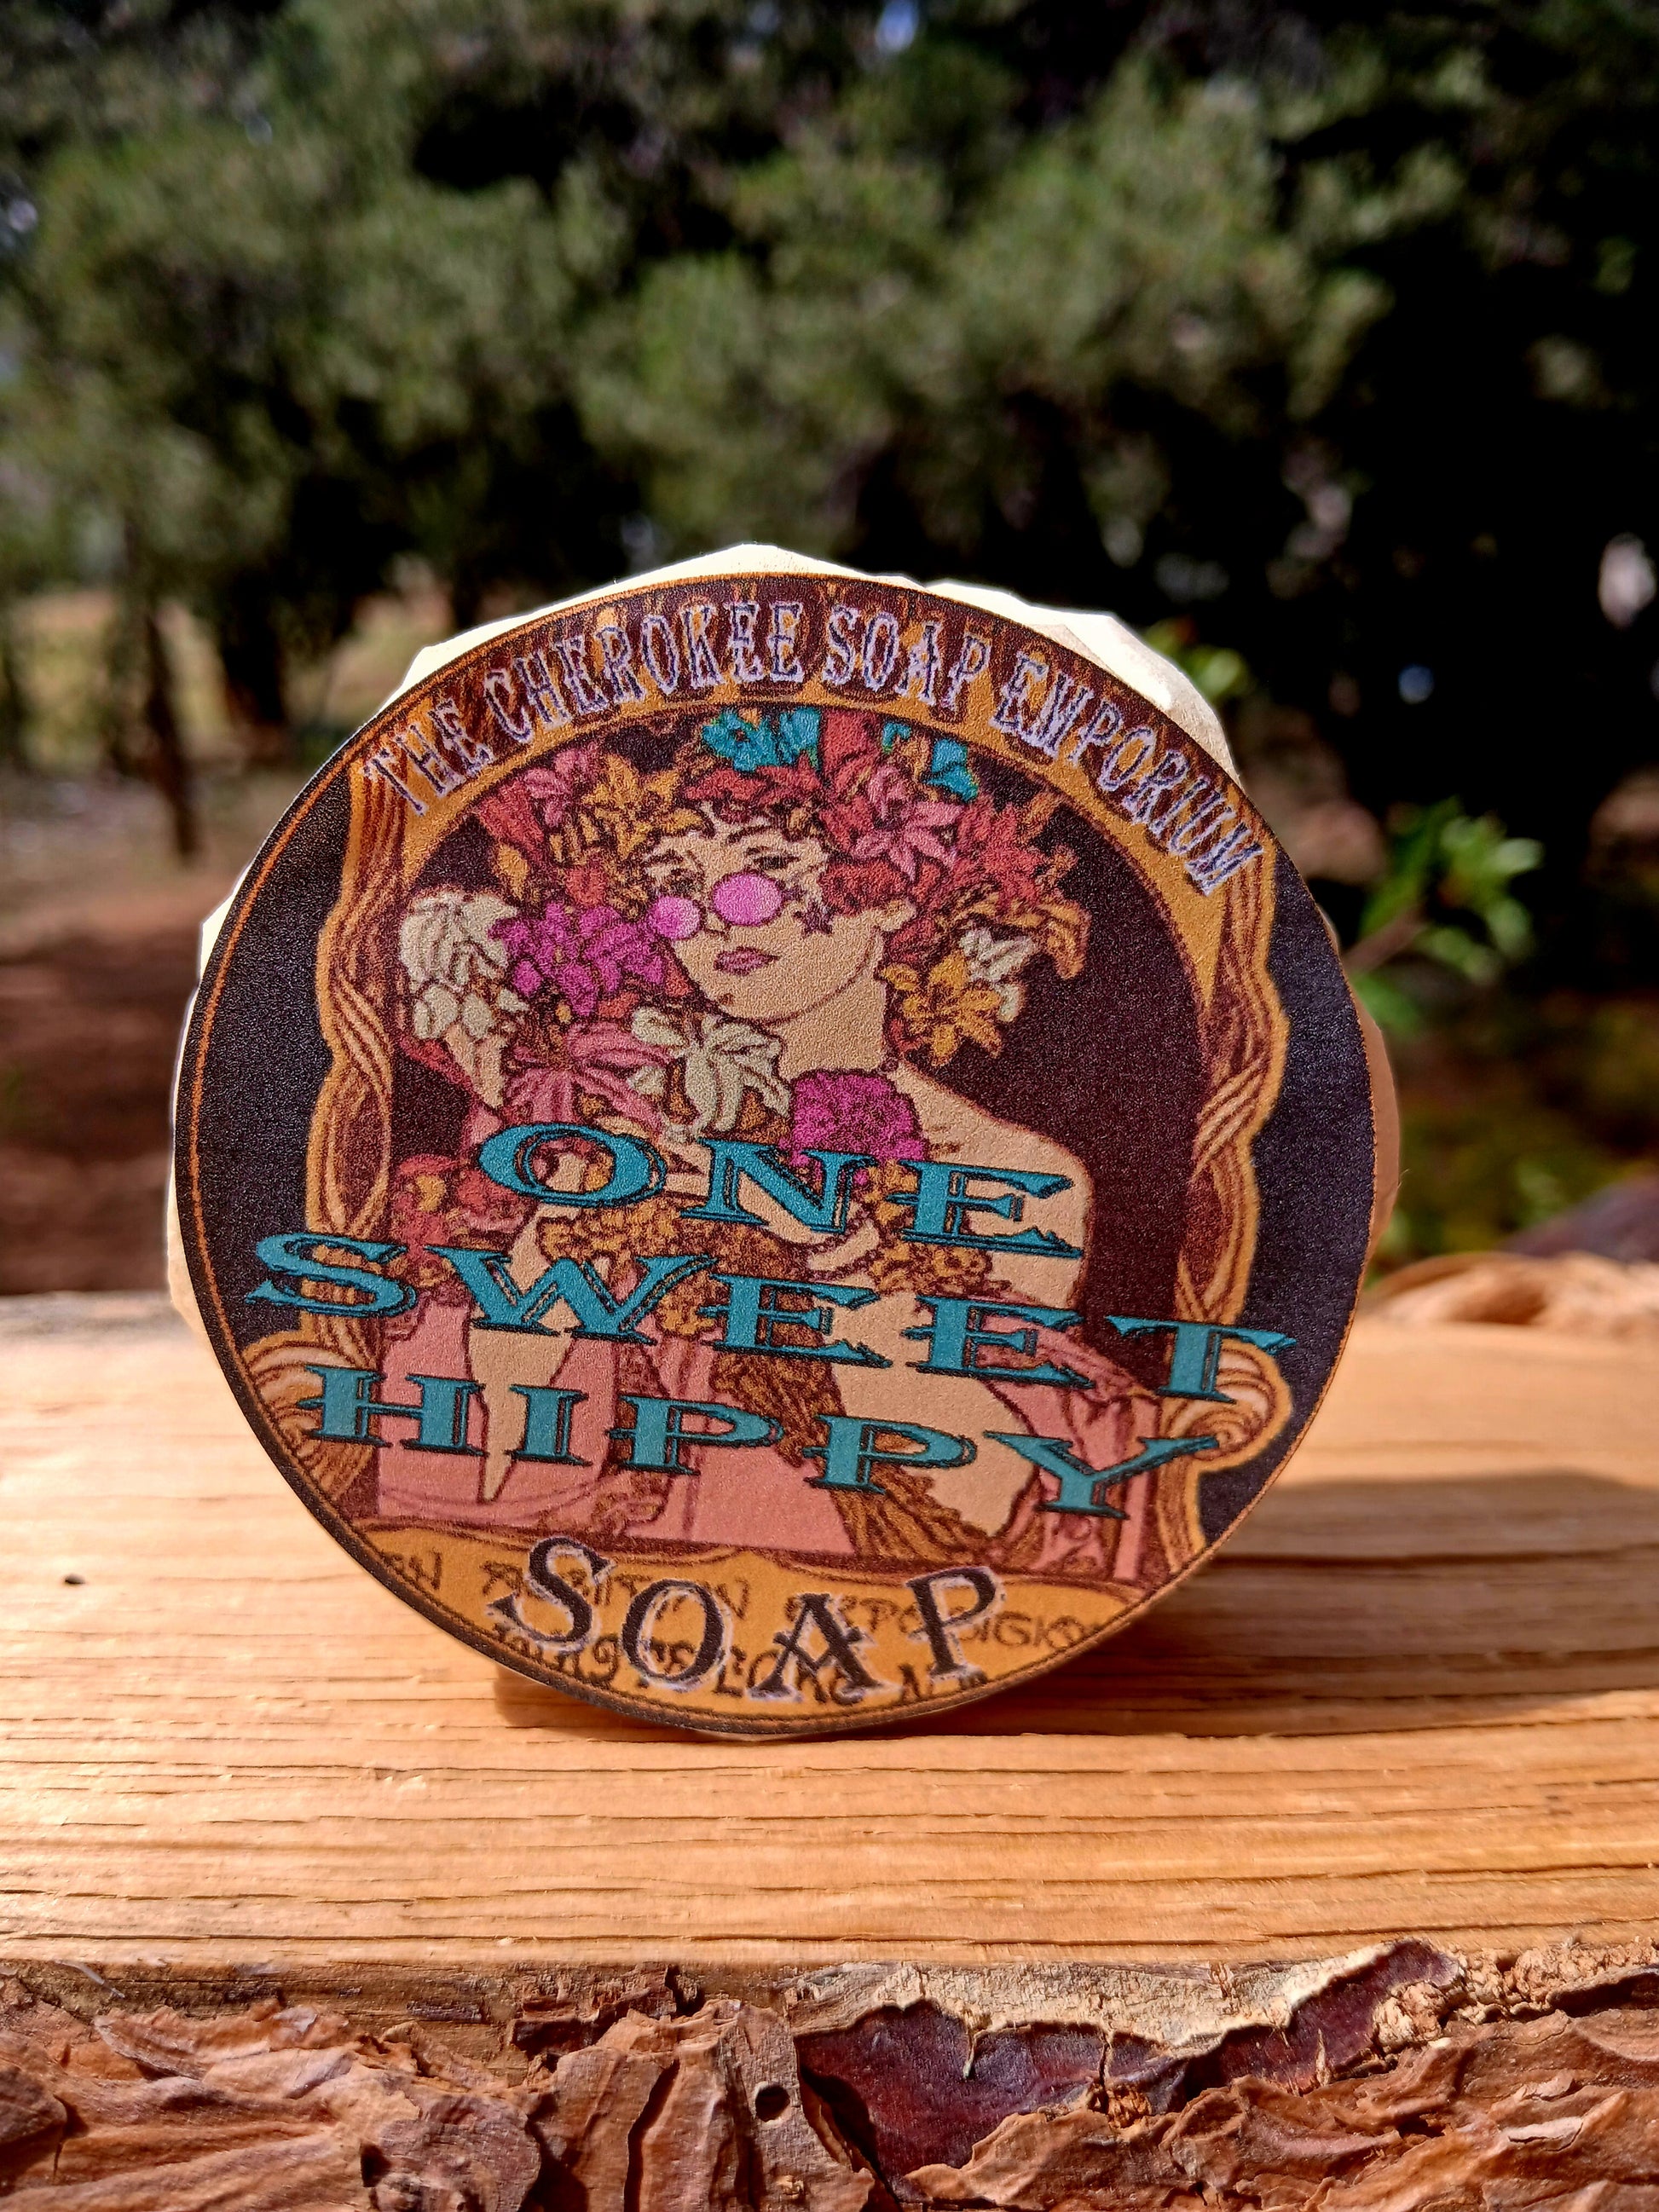 THE CHEROKEE SOAP EMPORIUM
ONE
SWEET
HIPPY
SOAP